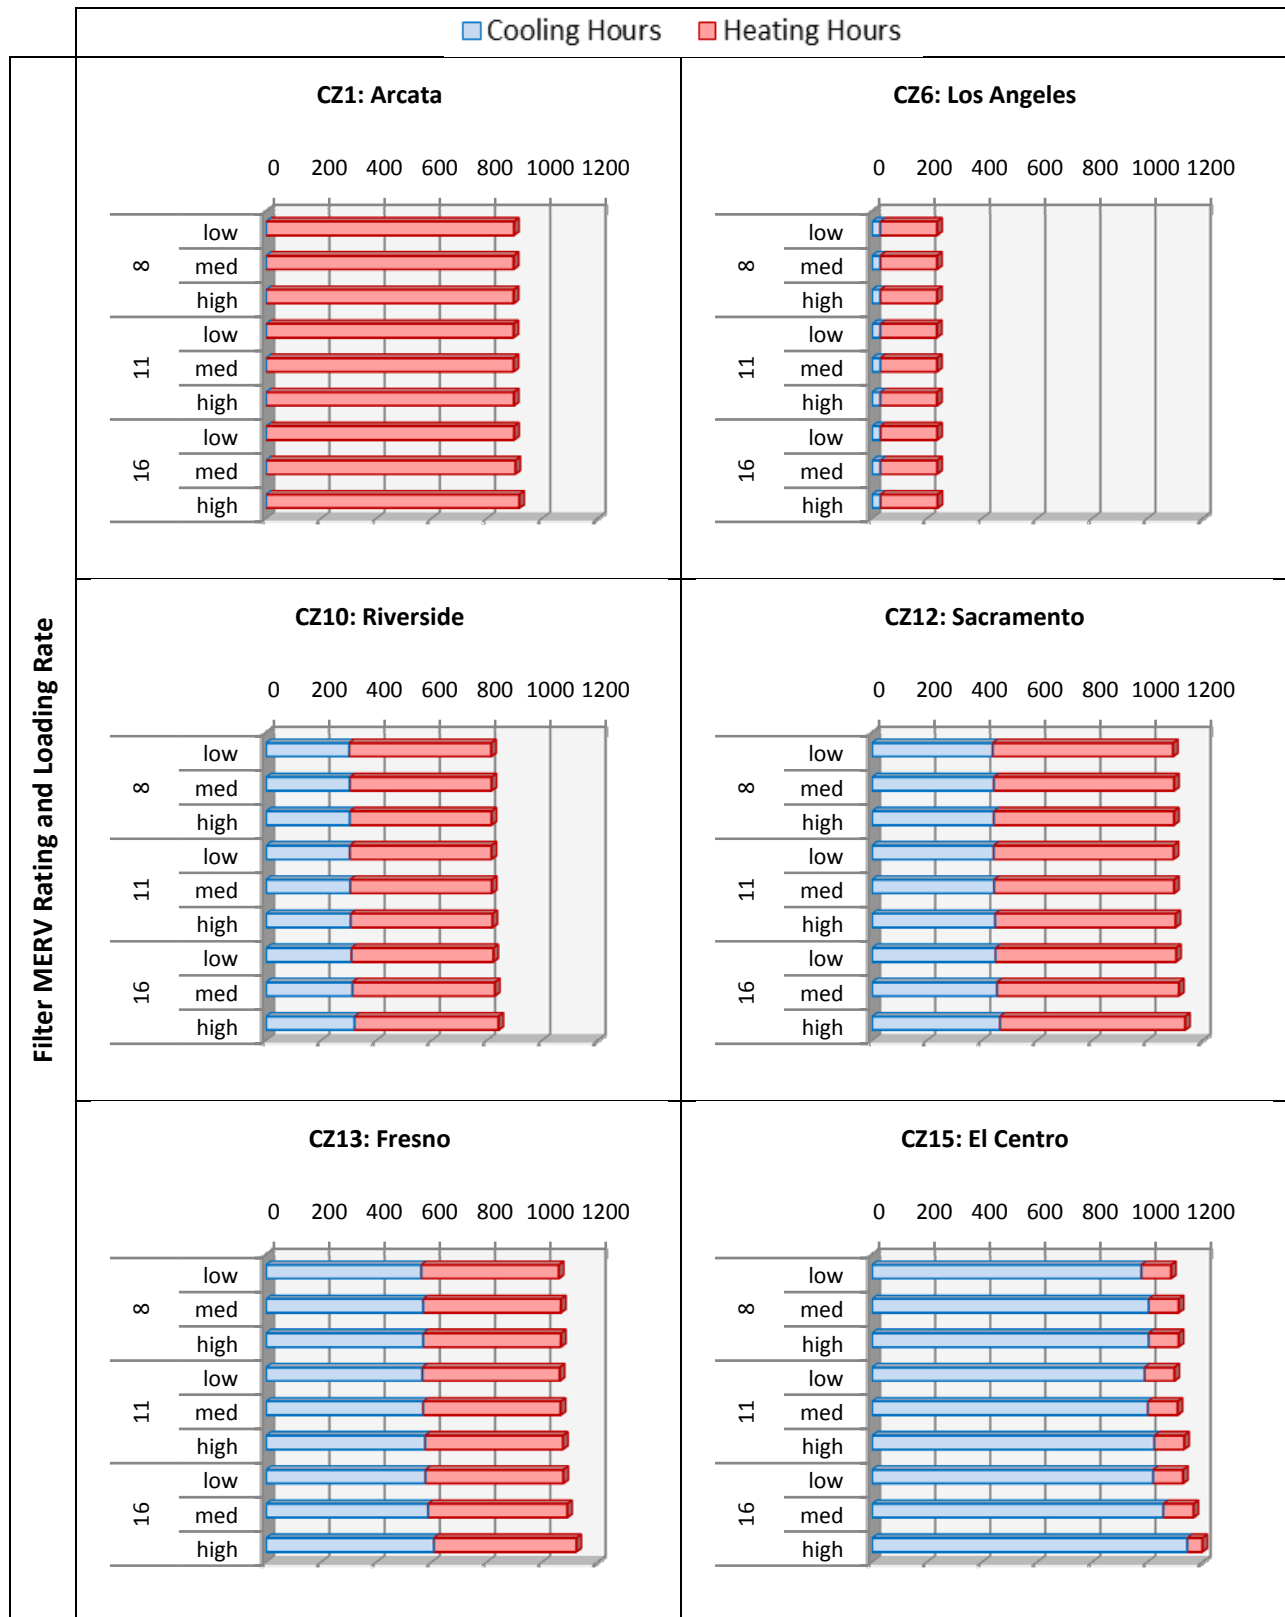 Cooling Hours Heating Hours
Filter MERV Rating and Loading Rate
CZ1: Arcata
0 200 400 600 800 1000 1200
8
low
med
high
11
low
med
high
16
low
med
high
CZ6: Los Angeles
0 200 400 600 800 1000 1200
8
low
med
high
11
low
med
high
16
low
med
high
CZ10: Riverside
0 200 400 600 800 1000 1200
8
low
med
high
11
low
med
high
16
low
med
high
CZ12: Sacramento
0 200 400 600 800 1000 1200
8
low
med
high
11
low
med
high
16
low
med
high
CZ13: Fresno
0 200 400 600 800 1000 1200
8
low
med
high
11
low
med
high
16
low
med
high
CZ15: El Centro
0 200 400 600 800 1000 1200
8
low
med
high
11
low
med
high
16
low
med
high